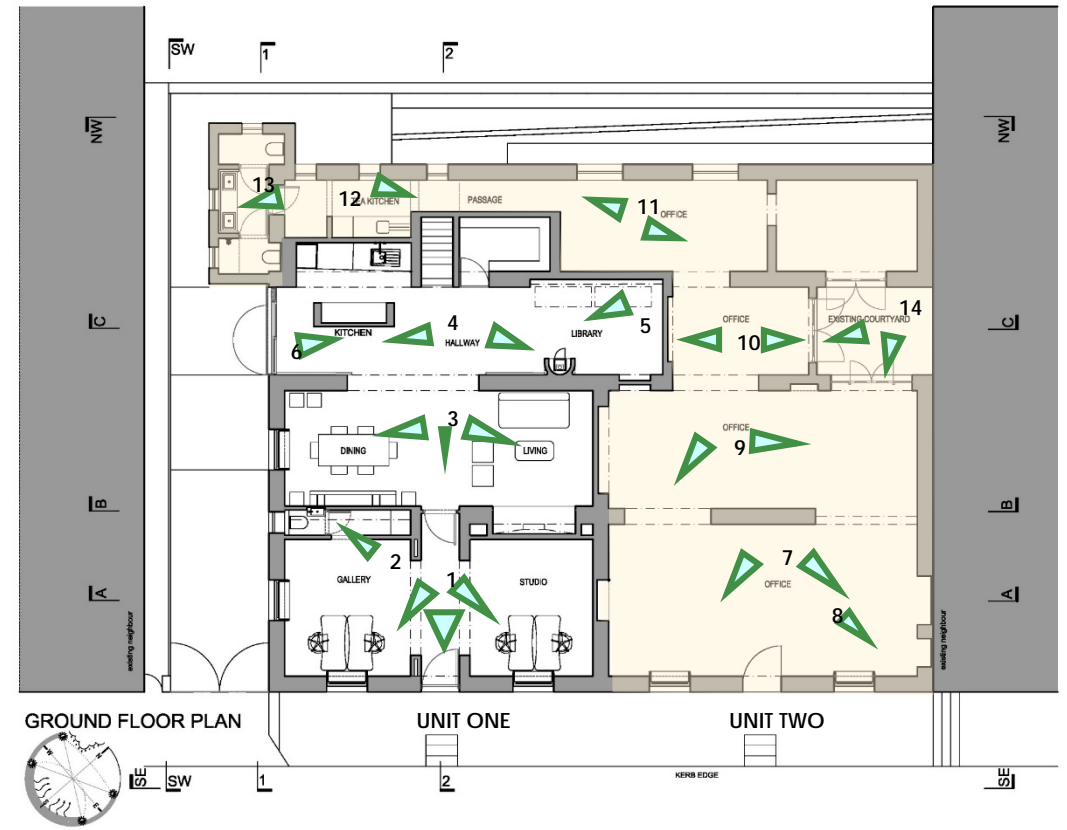 SW
1
2
NW
NW
13
12
TEA KITCHEN
PASSAGE
11
OFFICE
C
KITCHEN
6
4
HALLWAY
LIBRARY
5
OFFICE
10
EXISTING COURTYARD
14
C
3
DINING
LIVING
OFFICE
9
B
B
2
GALLERY
1
STUDIO
7
OFFICE
8
A
A
existing neighbour
existing neighbour
GROUND FLOOR PLAN
UNIT ONE
UNIT TWO
SE
SW
1
2
KERB EDGE
SE